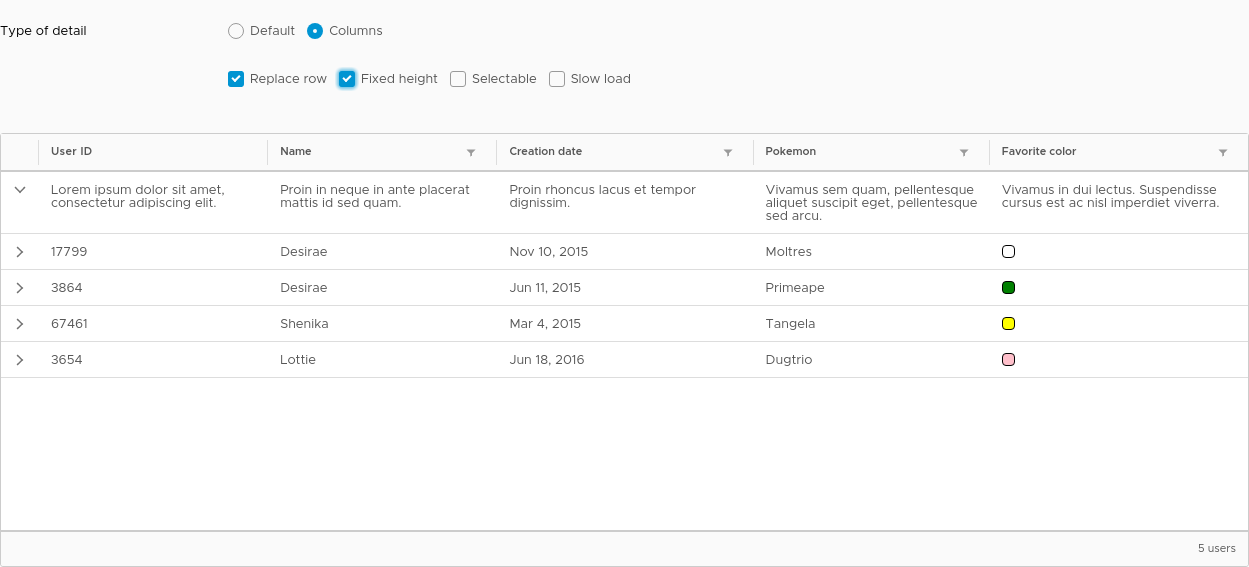 Type of detail
Default Columns
Replace row Fixed height Selectable Slow load
User ID Name Creation date Pokemon Favorite color
Lorem ipsum dolor sit amet, Proin in neque in ante placerat Proin rhoncus lacus et tempor Vivamus sem quam, pellentesque Vivamus in dui lectus. Suspendisse
consectetur adipiscing elit. mattis id sed quam. dignissim. aliquet suscipit eget, pellentesque cursus est ac nisl imperdiet viverra.
sed arcu.
17799 Desirae Nov 10, 2015 Moltres
3864 Desirae Jun 11, 2015 Primeape
67461 Shenika Mar 4, 2015 Tangela
3654 Lottie Jun 18, 2016 Dugtrio
5 users